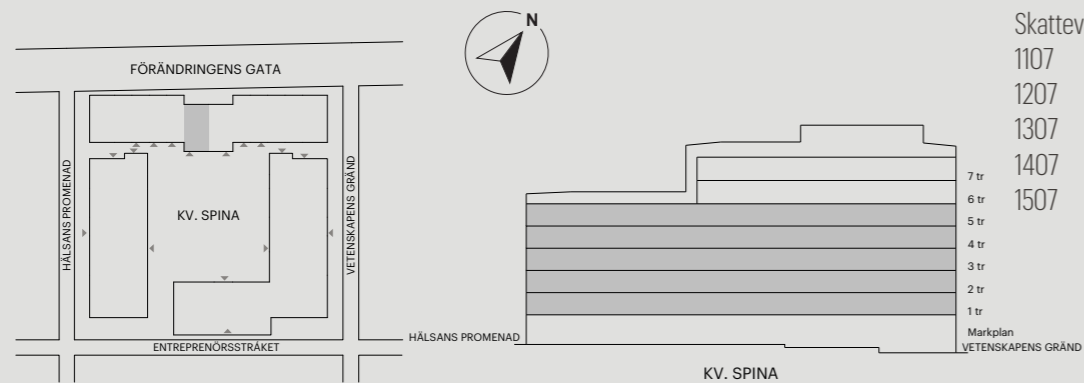 FÖRÄNDRINGENS GATA
HÄLSANS PROMENAD
VETENSKAPENS GRÄND
KV. SPINA
ENTREPRENÖRSSTRÅKET
N
7 tr
6 tr
5 tr
4 tr
3 tr
2 tr
1 tr
Markplan
HÄLSANS PROMENAD
VETENSKAPENS GRÄND
KV. SPINA
Skattev
1107
1207
1307
1407
1507